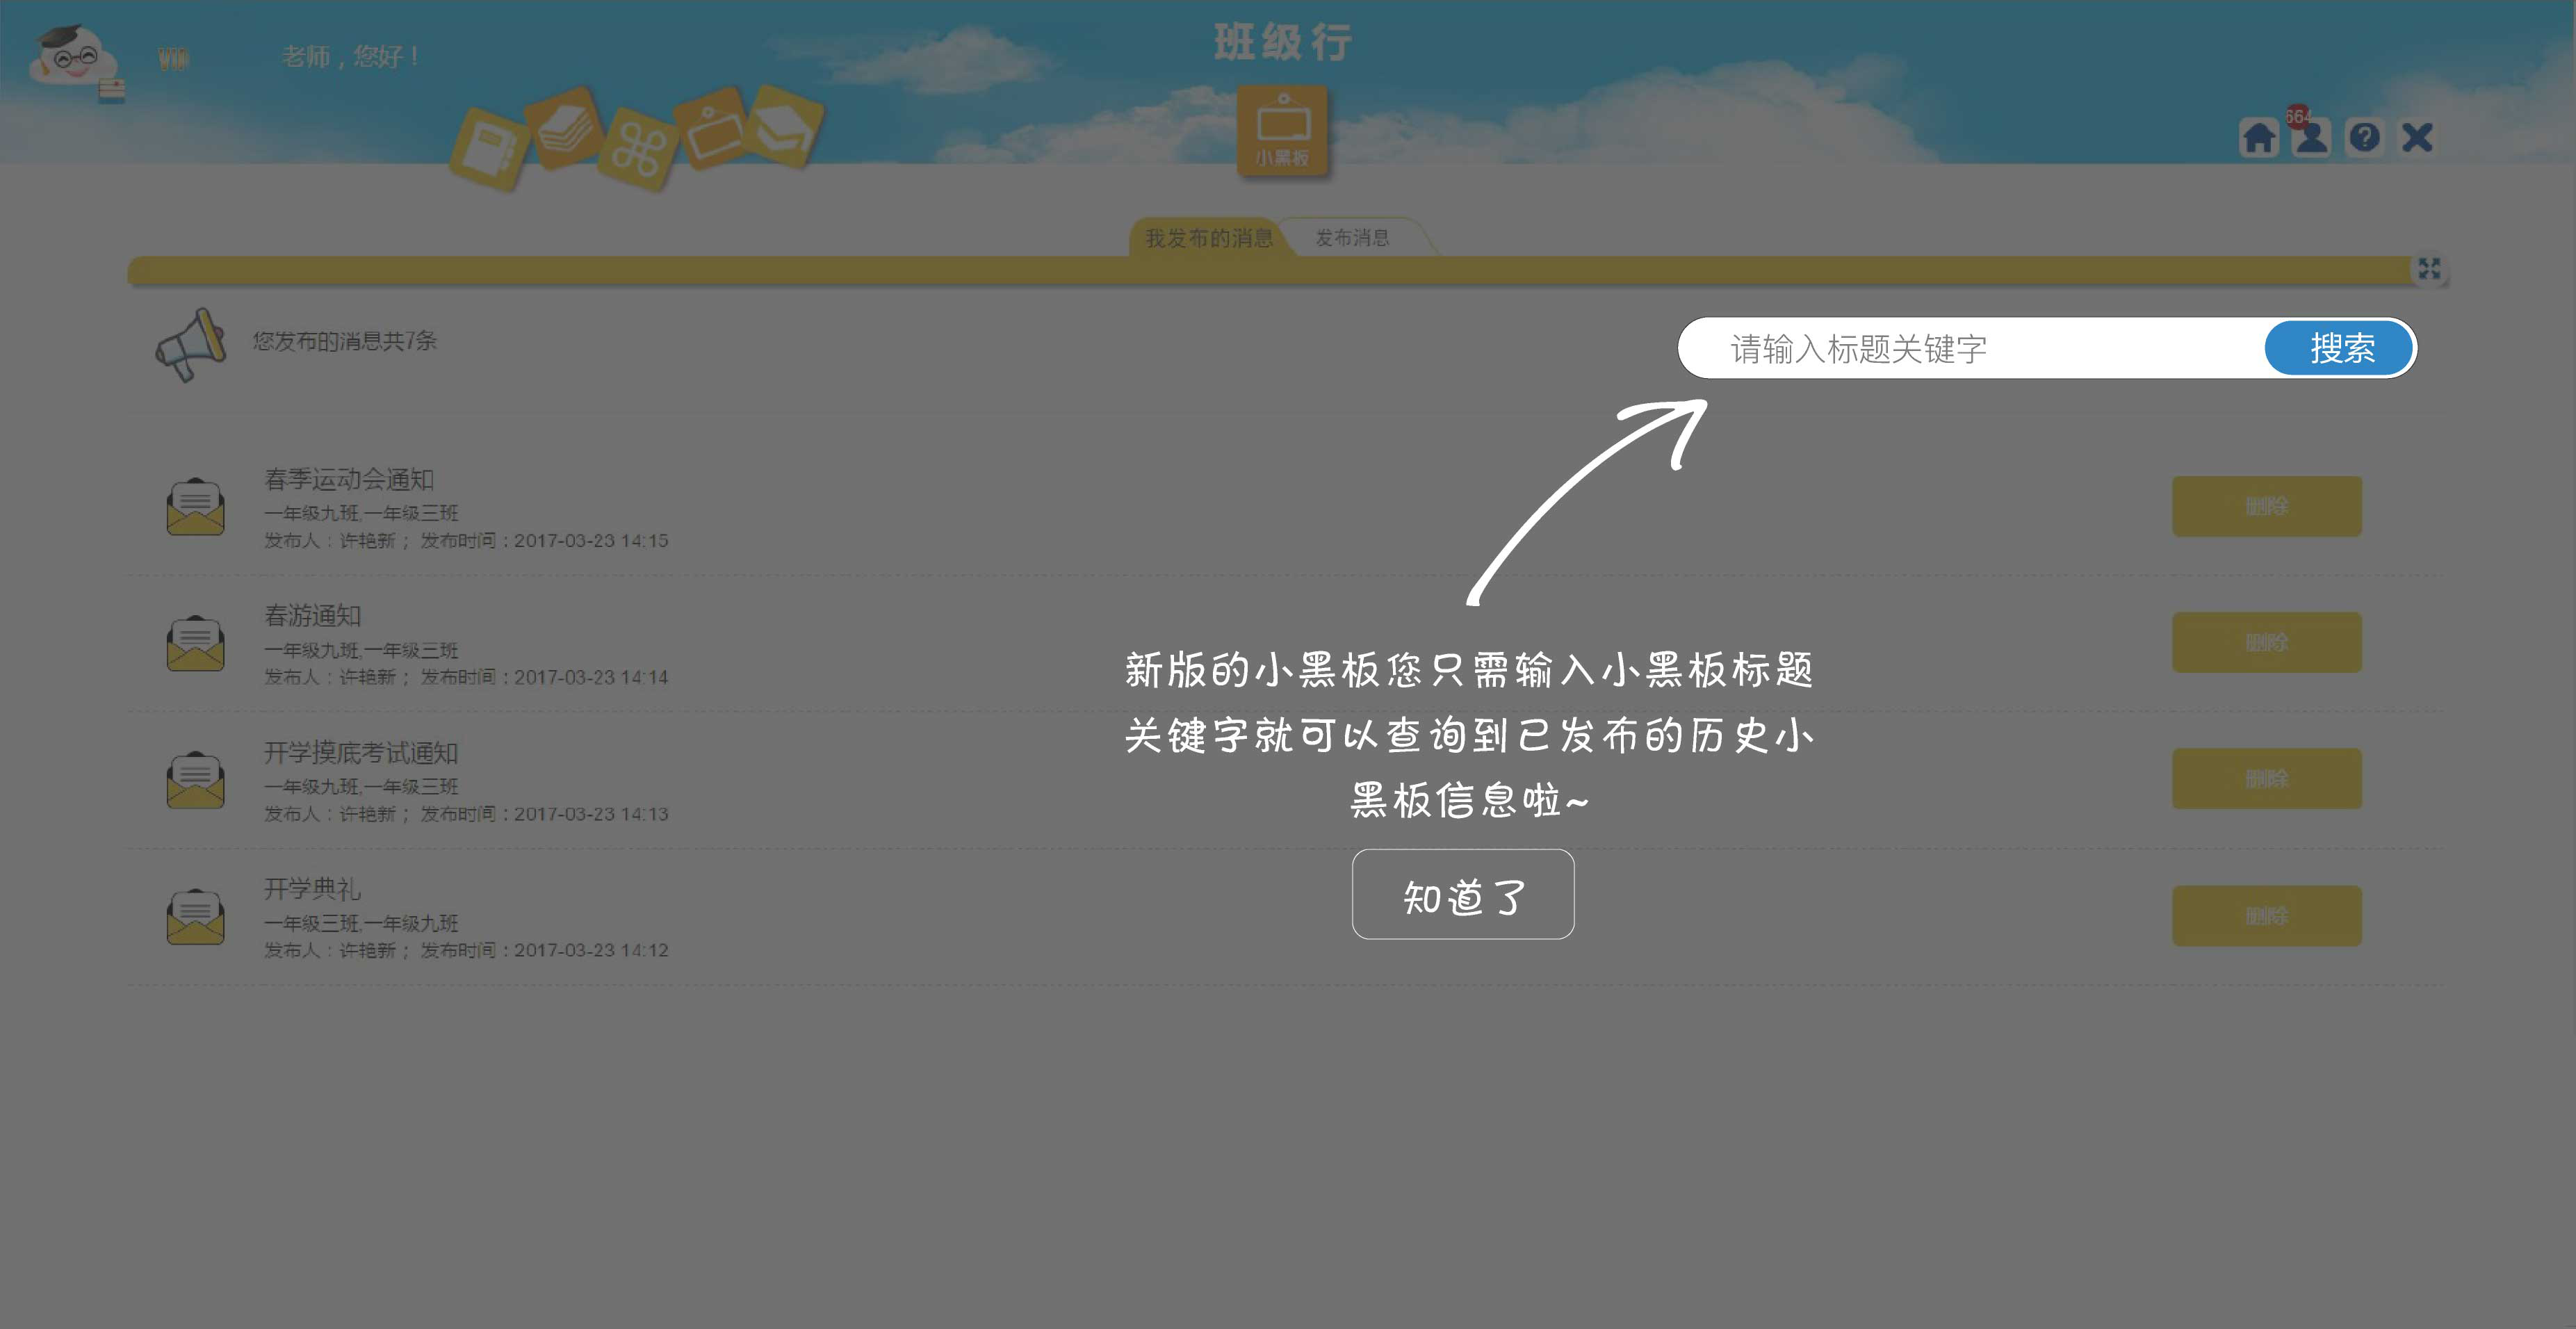 班级行
老师，您好！
小黑板
664
我发布的消息
发布消息
您发布的消息共7条
请输入标题关键字
搜索
春季运动会通知
一年级九班,一年级三班
发布人：许艳新； 发布时间：2017-03-23 14:15
删除
春游通知
一年级九班,一年级三班
发布人：许艳新； 发布时间：2017-03-23 14:14
删除
开学摸底考试通知
一年级九班,一年级三班
发布人：许艳新； 发布时间：2017-03-23 14:13
删除
开学典礼
一年级三班,一年级九班
发布人：许艳新； 发布时间：2017-03-23 14:12
删除
新版的小黑板您只需输入小黑板标题
关键字就可以查询到已发布的历史小
黑板信息啦~
知道了